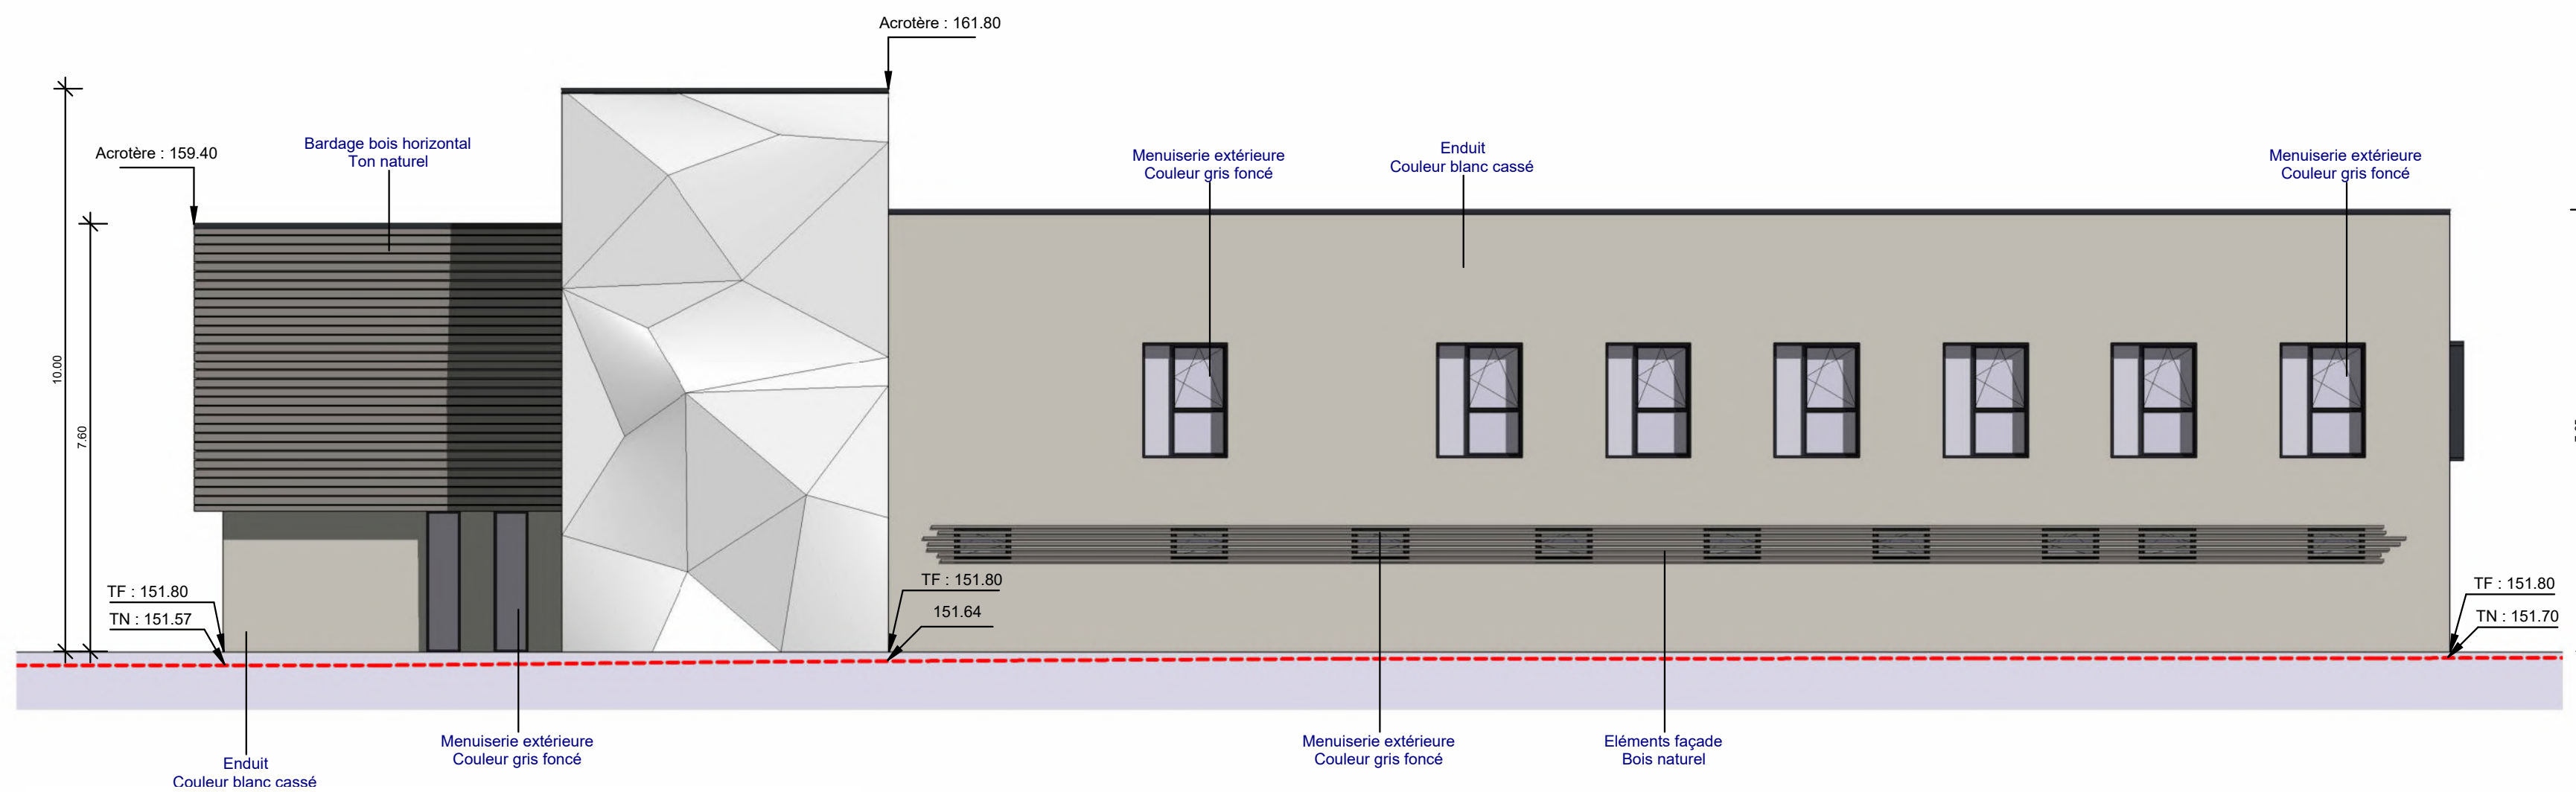 Acrotère : 161.80
Acrotère : 159.40
Bardage bois horizontal
Ton naturel
Menuiserie extérieure
Couleur gris foncé
Enduit
Couleur blanc cassé
Menuiserie extérieure
Couleur gris foncé
10.00
7.60
TF : 151.80
TN : 151.57
TF : 151.80
151.64
TF : 151.80
TN : 151.70
Enduit
Couleur blanc cassé
Menuiserie extérieure
Couleur gris foncé
Menuiserie extérieure
Couleur gris foncé
Eléments façade
Bois naturel